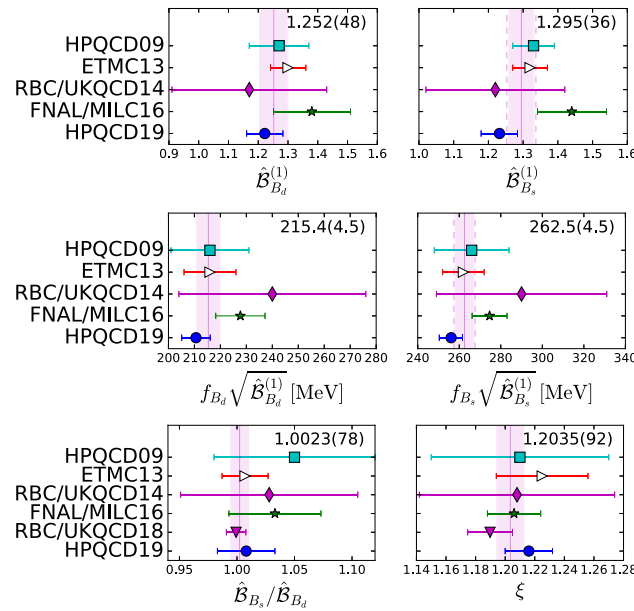 1.252(48)
HPQCD09
ETMC13
RBC/UKQCD14
FNAL/MILC16
HPQCD19
0.9 1.0 1.1 1.2 1.3 1.4 1.5 1.6
$\hat{\mathcal{B}}_{B_d}^{(1)}$
1.295(36)
1.0 1.1 1.2 1.3 1.4 1.5 1.6
$\hat{\mathcal{B}}_{B_s}^{(1)}$
215.4(4.5)
HPQCD09
ETMC13
RBC/UKQCD14
FNAL/MILC16
HPQCD19
200 210 220 230 240 250 260 270 280
$f_{B_d}\sqrt{\hat{\mathcal{B}}_{B_d}^{(1)}}$ [MeV]
262.5(4.5)
240 260 280 300 320 340
$f_{B_s}\sqrt{\hat{\mathcal{B}}_{B_s}^{(1)}}$ [MeV]
1.0023(78)
HPQCD09
ETMC13
RBC/UKQCD14
FNAL/MILC16
RBC/UKQCD18
HPQCD19
0.95 1.00 1.05 1.10
$\hat{\mathcal{B}}_{B_s}/\hat{\mathcal{B}}_{B_d}$
1.2035(92)
1.14 1.16 1.18 1.20 1.22 1.24 1.26 1.28
ξ